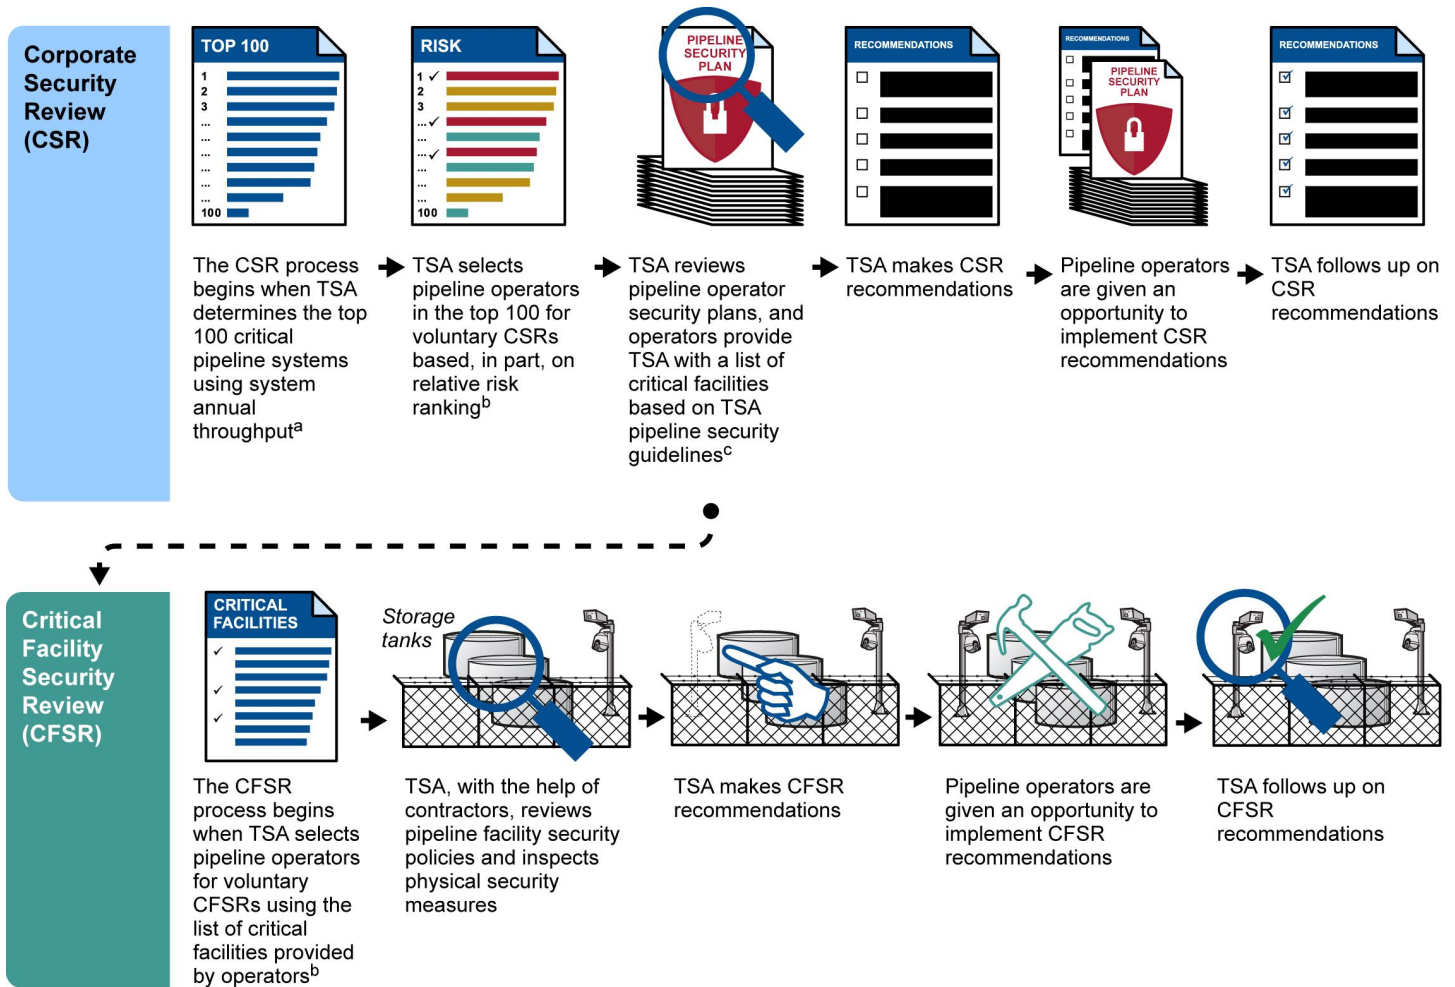 Corporate
Security
Review
(CSR)
TOP 100
1
2
3
...
...
...
...
...
...
100
RISK
1 ✓
2
3
... ✓
...
... ✓
...
...
...
100
PIPELINE
SECURITY
PLAN
RECOMMENDATIONS
RECOMMENDATIONS
PIPELINE
SECURITY
PLAN
RECOMMENDATIONS
The CSR process
begins when TSA
determines the top
100 critical
pipeline systems
using system
annual
throughputᵃ
TSA selects
pipeline operators
in the top 100 for
voluntary CSRs
based, in part, on
relative risk
rankingᵇ
TSA reviews
pipeline operator
security plans, and
operators provide
TSA with a list of
critical facilities
based on TSA
pipeline security
guidelinesᶜ
TSA makes CSR
recommendations
Pipeline operators
are given an
opportunity to
implement CSR
recommendations
TSA follows up on
CSR
recommendations
Critical
Facility
Security
Review
(CFSR)
CRITICAL
FACILITIES
Storage
tanks
The CFSR
process begins
when TSA selects
pipeline operators
for voluntary
CFSRs using the
list of critical
facilities provided
by operatorsᵇ
TSA, with the help of
contractors, reviews
pipeline facility security
policies and inspects
physical security
measures
TSA makes CFSR
recommendations
Pipeline operators are
given an opportunity to
implement CFSR
recommendations
TSA follows up on
CFSR
recommendations